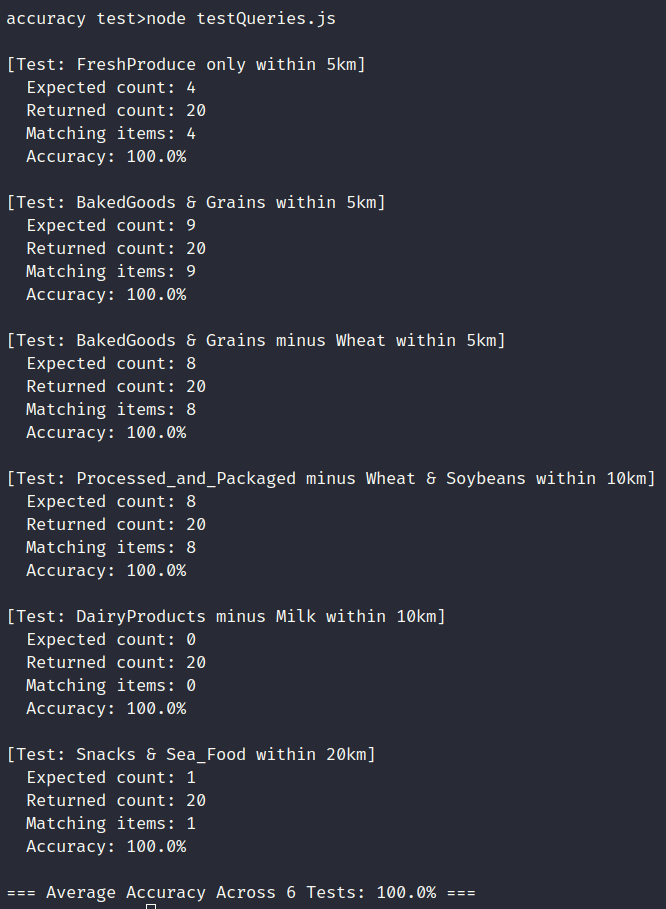 accuracy test>node testQueries.js
[Test: FreshProduce only within 5km]
Expected count: 4
Returned count: 20
Matching items: 4
Accuracy: 100.0%
[Test: BakedGoods & Grains within 5km]
Expected count: 9
Returned count: 20
Matching items: 9
Accuracy: 100.0%
[Test: BakedGoods & Grains minus Wheat within 5km]
Expected count: 8
Returned count: 20
Matching items: 8
Accuracy: 100.0%
[Test: Processed_and_Packaged minus Wheat & Soybeans within 10km]
Expected count: 8
Returned count: 20
Matching items: 8
Accuracy: 100.0%
[Test: DairyProducts minus Milk within 10km]
Expected count: 0
Returned count: 20
Matching items: 0
Accuracy: 100.0%
[Test: Snacks & Sea_Food within 20km]
Expected count: 1
Returned count: 20
Matching items: 1
Accuracy: 100.0%
=== Average Accuracy Across 6 Tests: 100.0% ===